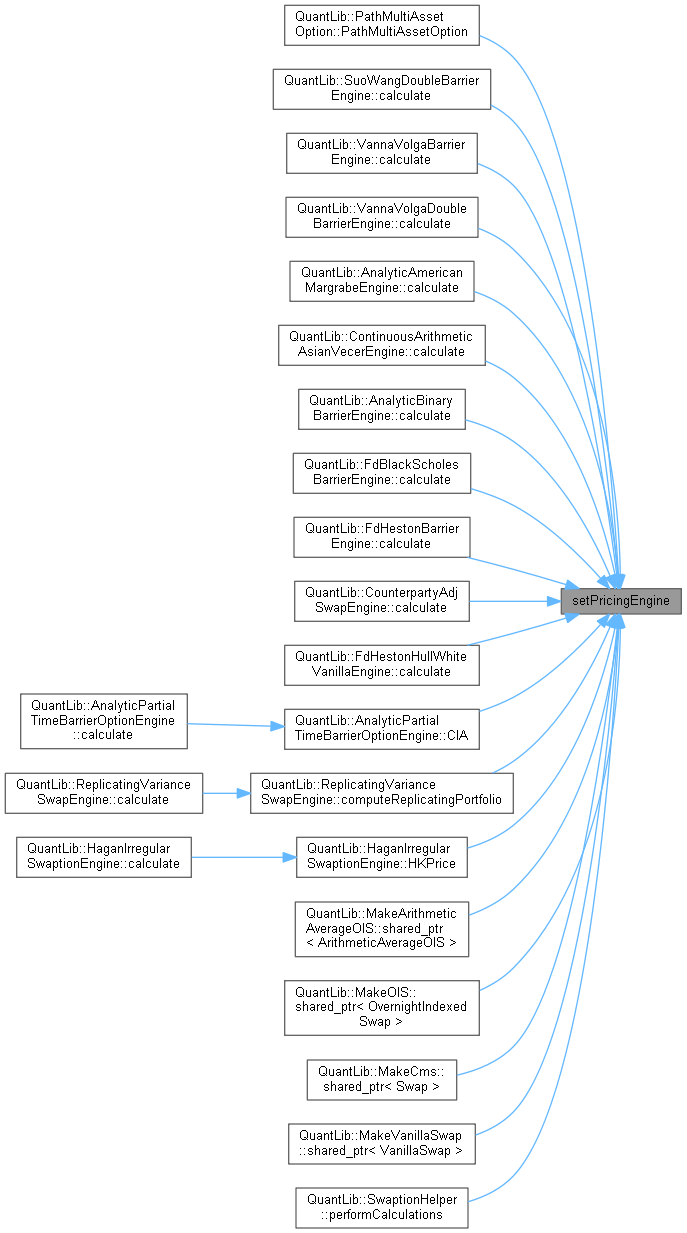 QuantLib::PathMultiAsset
Option::PathMultiAssetOption
QuantLib::SuoWangDoubleBarrier
Engine::calculate
QuantLib::VannaVolgaBarrier
Engine::calculate
QuantLib::VannaVolgaDouble
BarrierEngine::calculate
QuantLib::AnalyticAmerican
MargrabeEngine::calculate
QuantLib::ContinuousArithmetic
AsianVecerEngine::calculate
QuantLib::AnalyticBinary
BarrierEngine::calculate
QuantLib::FdBlackScholes
BarrierEngine::calculate
QuantLib::FdHestonBarrier
Engine::calculate
QuantLib::CounterpartyAdj
SwapEngine::calculate
setPricingEngine
QuantLib::FdHestonHullWhite
VanillaEngine::calculate
QuantLib::AnalyticPartial
TimeBarrierOptionEngine
::calculate
QuantLib::AnalyticPartial
TimeBarrierOptionEngine::CIA
QuantLib::ReplicatingVariance
SwapEngine::calculate
QuantLib::ReplicatingVariance
SwapEngine::computeReplicatingPortfolio
QuantLib::HaganIrregular
SwaptionEngine::calculate
QuantLib::HaganIrregular
SwaptionEngine::HKPrice
QuantLib::MakeArithmetic
AverageOIS::shared_ptr
< ArithmeticAverageOIS >
QuantLib::MakeOIS::
shared_ptr< OvernightIndexed
Swap >
QuantLib::MakeCms::
shared_ptr< Swap >
QuantLib::MakeVanillaSwap
::shared_ptr< VanillaSwap >
QuantLib::SwaptionHelper
::performCalculations